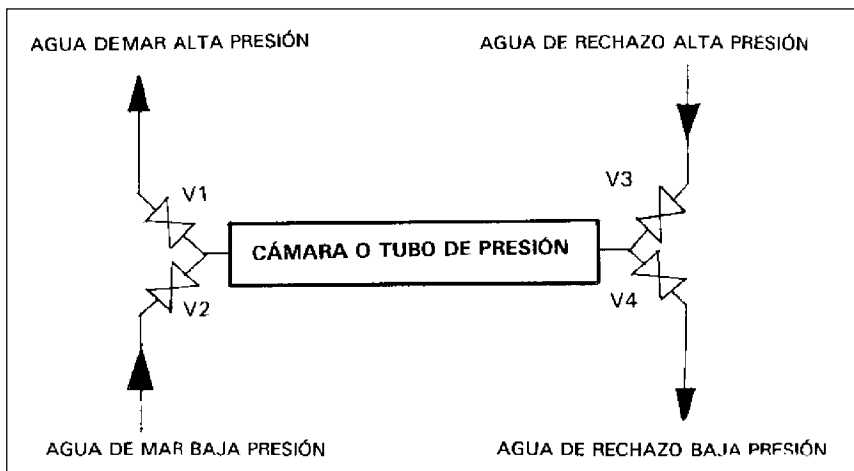 AGUA DEMAR ALTA PRESIÓN
AGUA DE RECHAZO ALTA PRESIÓN
V1
V3
CÁMARA O TUBO DE PRESIÓN
V2
V4
AGUA DE MAR BAJA PRESIÓN
AGUA DE RECHAZO BAJA PRESIÓN